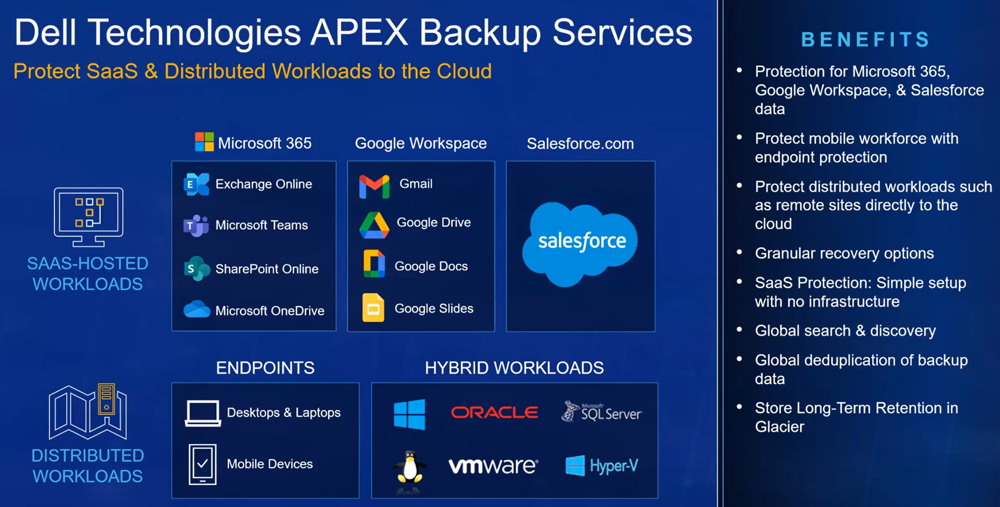 Dell Technologies APEX Backup Services
Protect SaaS & Distributed Workloads to the Cloud
SAAS-HOSTED
WORKLOADS
Microsoft 365
E
Exchange Online
T
Microsoft Teams
S
SharePoint Online
Microsoft OneDrive
Google Workspace
Gmail
Google Drive
Google Docs
Google Slides
Salesforce.com
salesforce
DISTRIBUTED
WORKLOADS
ENDPOINTS
Desktops & Laptops
Mobile Devices
HYBRID WORKLOADS
ORACLE
Microsoft®
SQL Server®
vmware®
Hyper-V
BENEFITS
• Protection for Microsoft 365,
Google Workspace, & Salesforce
data
• Protect mobile workforce with
endpoint protection
• Protect distributed workloads such
as remote sites directly to the
cloud
• Granular recovery options
• SaaS Protection: Simple setup
with no infrastructure
• Global search & discovery
• Global deduplication of backup
data
• Store Long-Term Retention in
Glacier